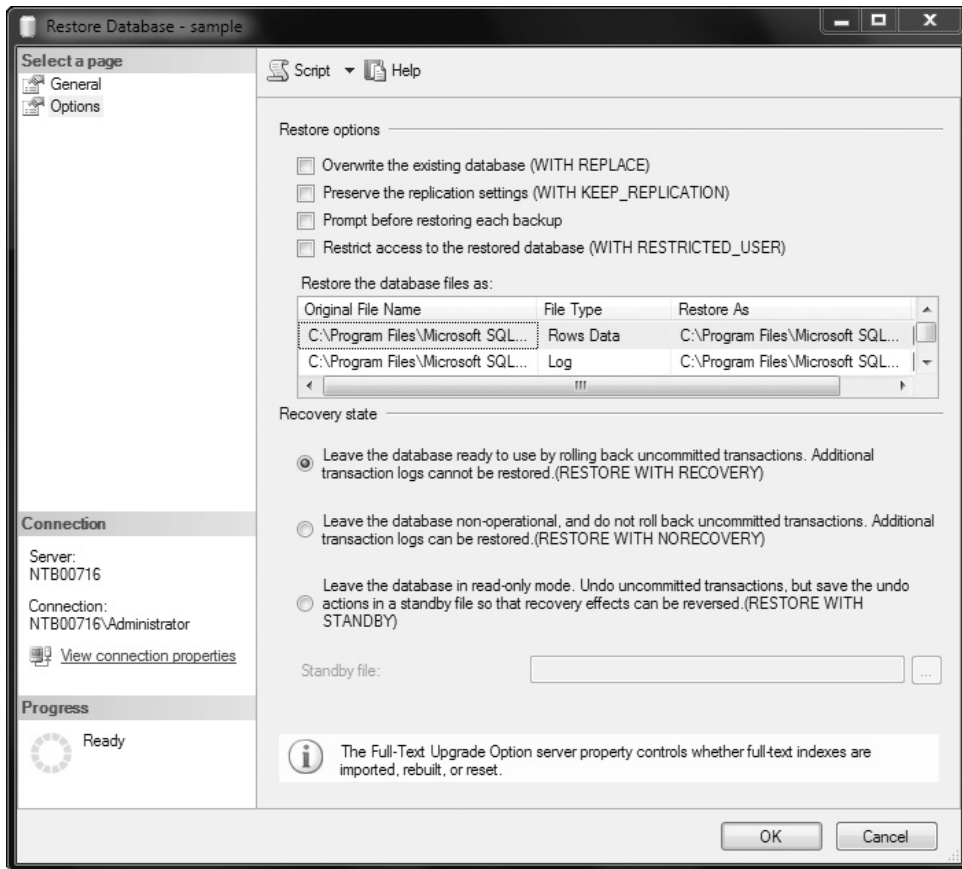 Restore Database - sample
Select a page
General
Options
Script
Help
Restore options
Overwrite the existing database (WITH REPLACE)
Preserve the replication settings (WITH KEEP_REPLICATION)
Prompt before restoring each backup
Restrict access to the restored database (WITH RESTRICTED_USER)
Restore the database files as:
Original File Name File Type Restore As
C:\Program Files\Microsoft SQL... Rows Data C:\Program Files\Microsoft SQL...
C:\Program Files\Microsoft SQL... Log C:\Program Files\Microsoft SQL...
Recovery state
Leave the database ready to use by rolling back uncommitted transactions. Additional
transaction logs cannot be restored.(RESTORE WITH RECOVERY)
Leave the database non-operational, and do not roll back uncommitted transactions. Additional
transaction logs can be restored.(RESTORE WITH NORECOVERY)
Leave the database in read-only mode. Undo uncommitted transactions, but save the undo
actions in a standby file so that recovery effects can be reversed.(RESTORE WITH
STANDBY)
Standby file:
...
Connection
Server:
NTB00716
Connection:
NTB00716\Administrator
View connection properties
Progress
Ready
The Full-Text Upgrade Option server property controls whether full-text indexes are
imported, rebuilt, or reset.
OK
Cancel